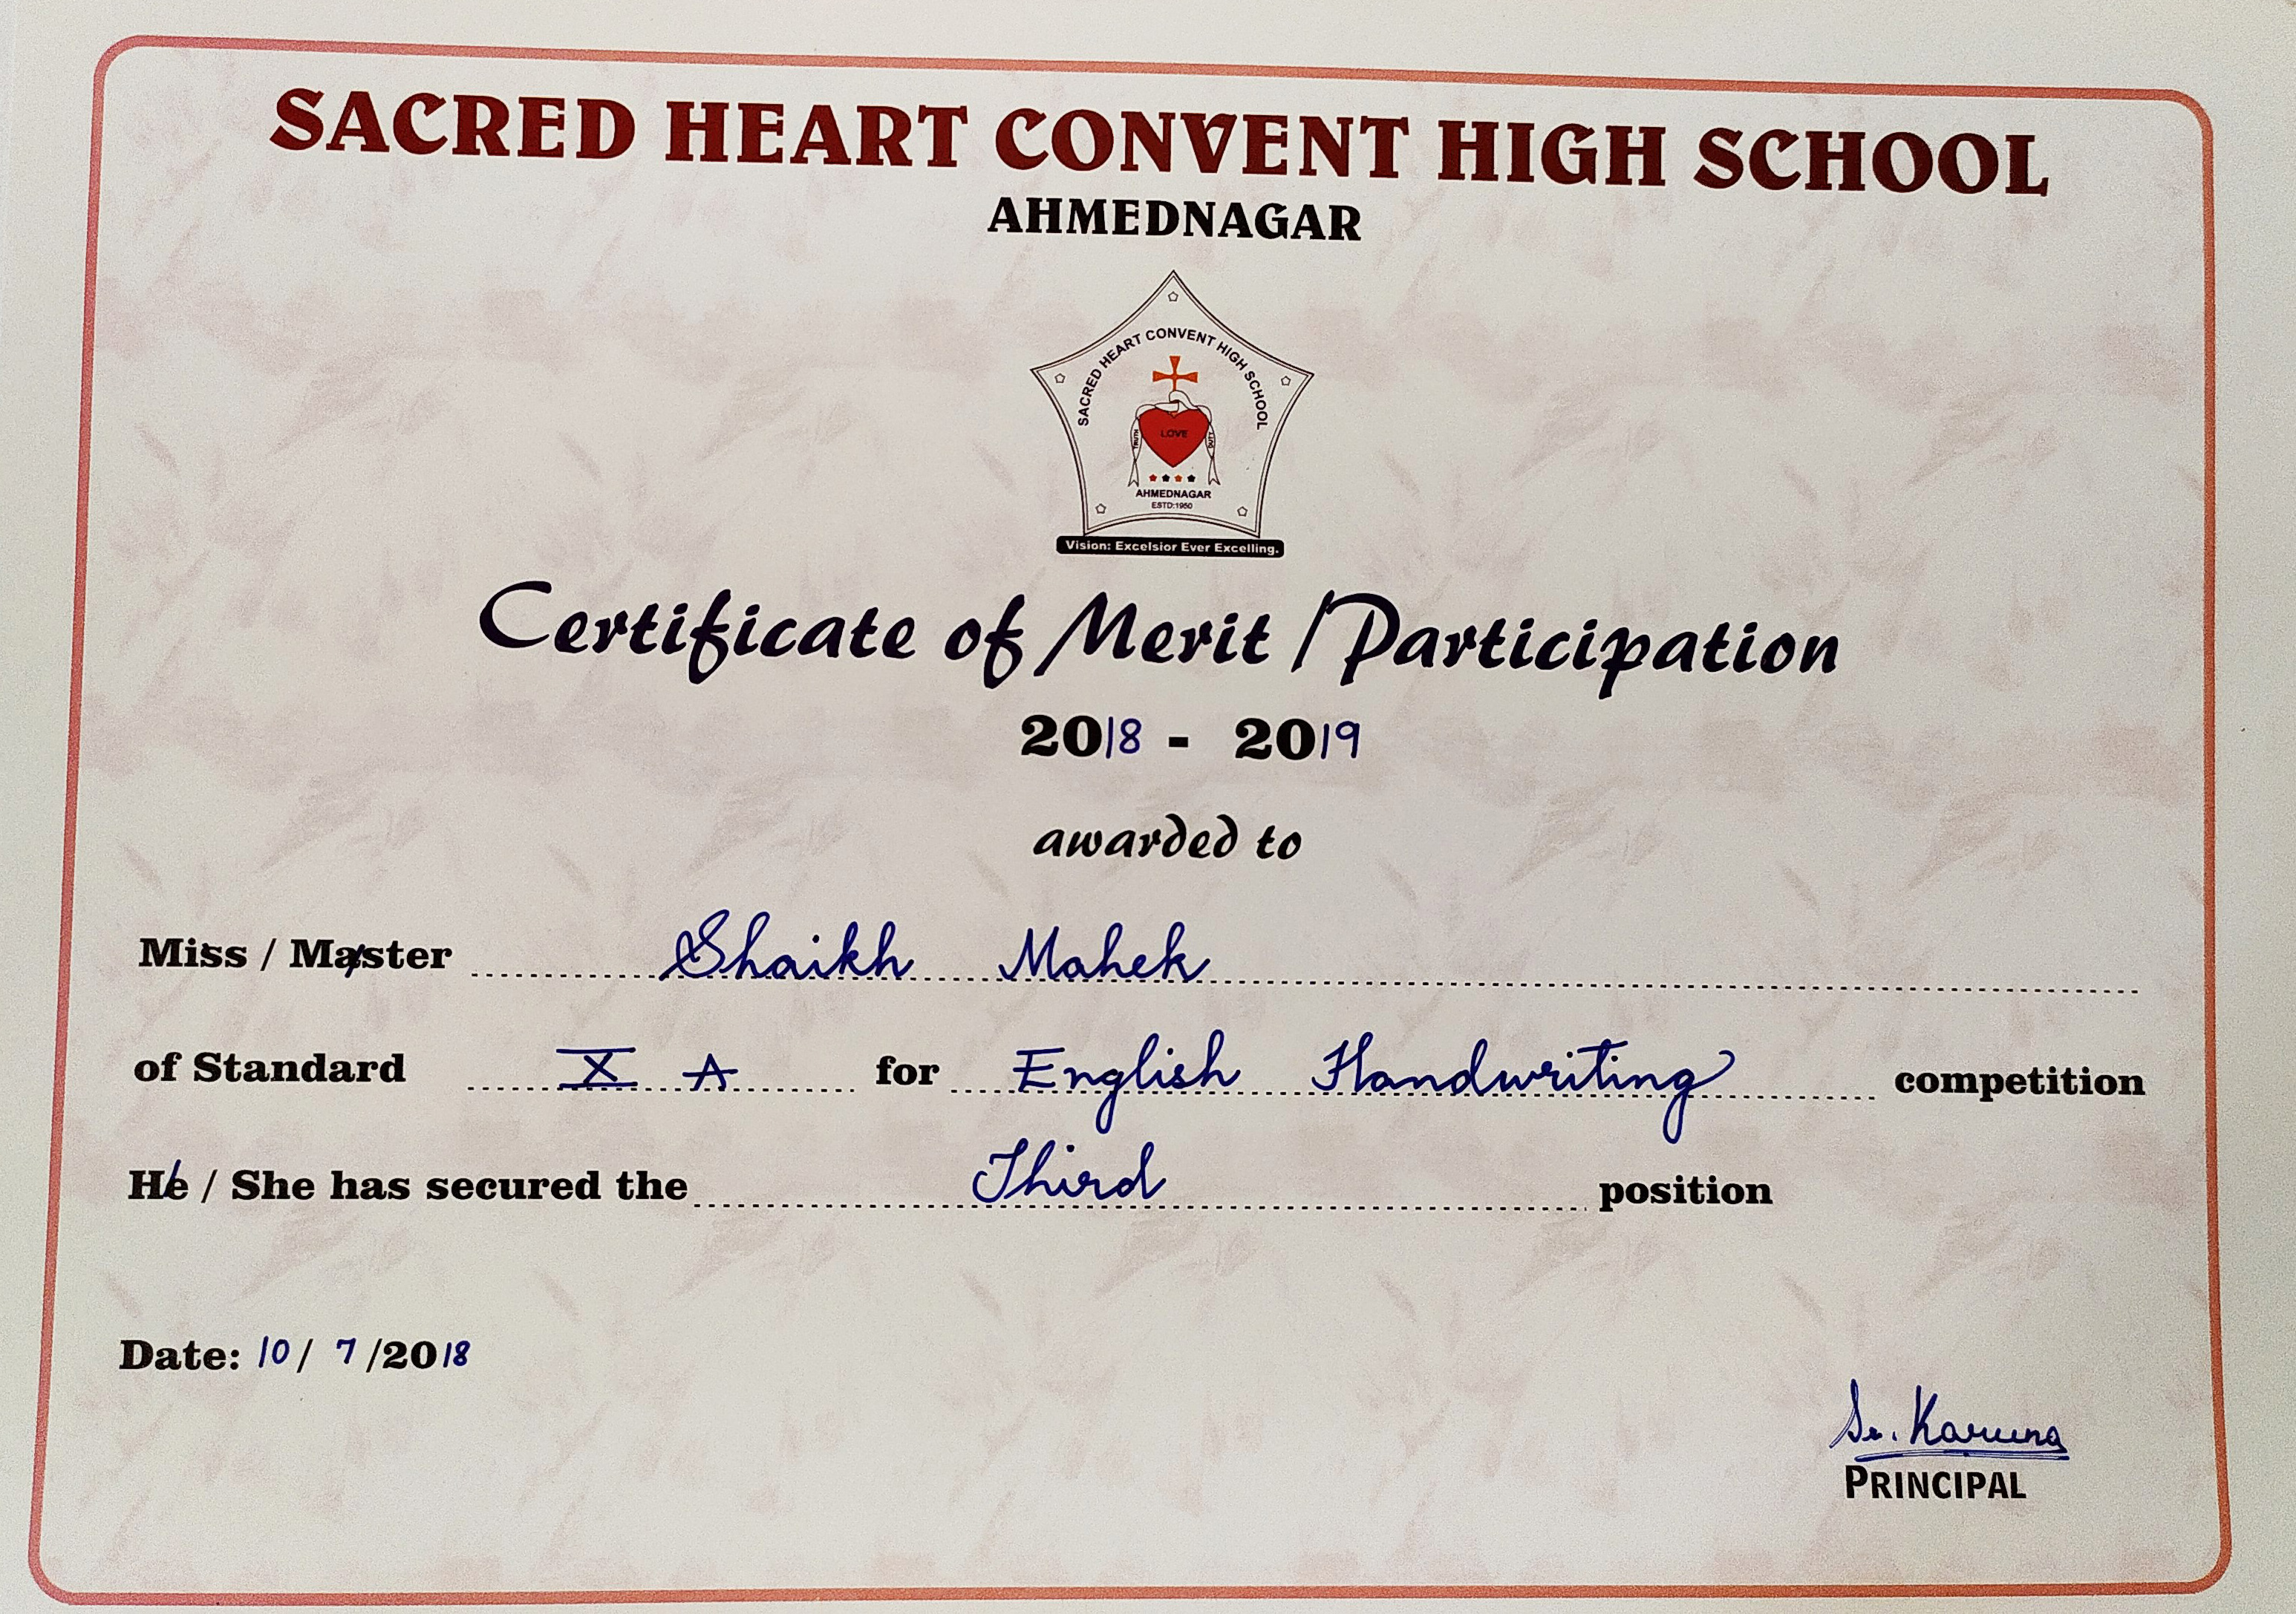 SACRED HEART CONVENT HIGH SCHOOL
AHMEDNAGAR
SACRED HEART CONVENT HIGH SCHOOL
LOVE
TRUTH
DUTY
AHMEDNAGAR
ESTD:1950
Vision: Excelsior Ever Excelling.
Certificate of Merit / Participation
2018 - 2019
awarded to
Miss / Master Shaikh Mahek
of Standard X A for English Handwriting competition
He / She has secured the Third position
Date: 10 / 7 /2018
Sr. Karuna
PRINCIPAL